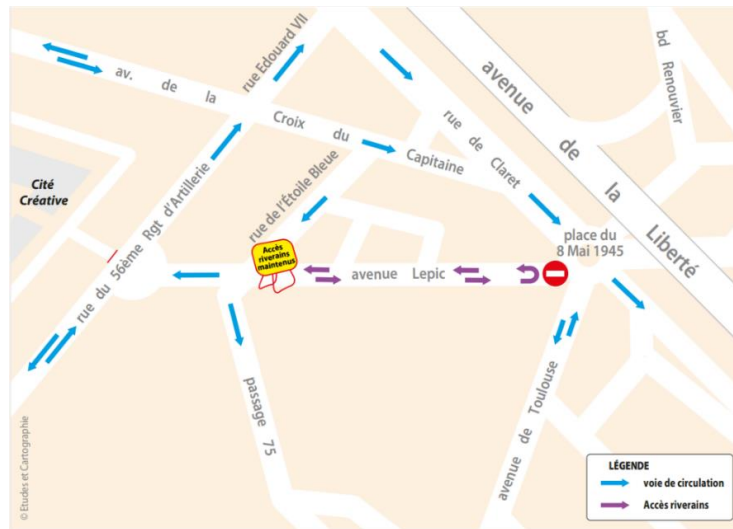 rue Edouard VII
av. de la Croix du Capitaine
avenue de la Liberté
bd Renouvier
rue de Claret
Cité
Créative
rue du 56ème Rgt d'Artillerie
rue de l'Étoile Bleue
place du
8 Mai 1945
Accès
riverains
maintenus
avenue Lepic
passage 75
avenue de Toulouse
© Etudes et Cartographie
LÉGENDE
voie de circulation
Accès riverains